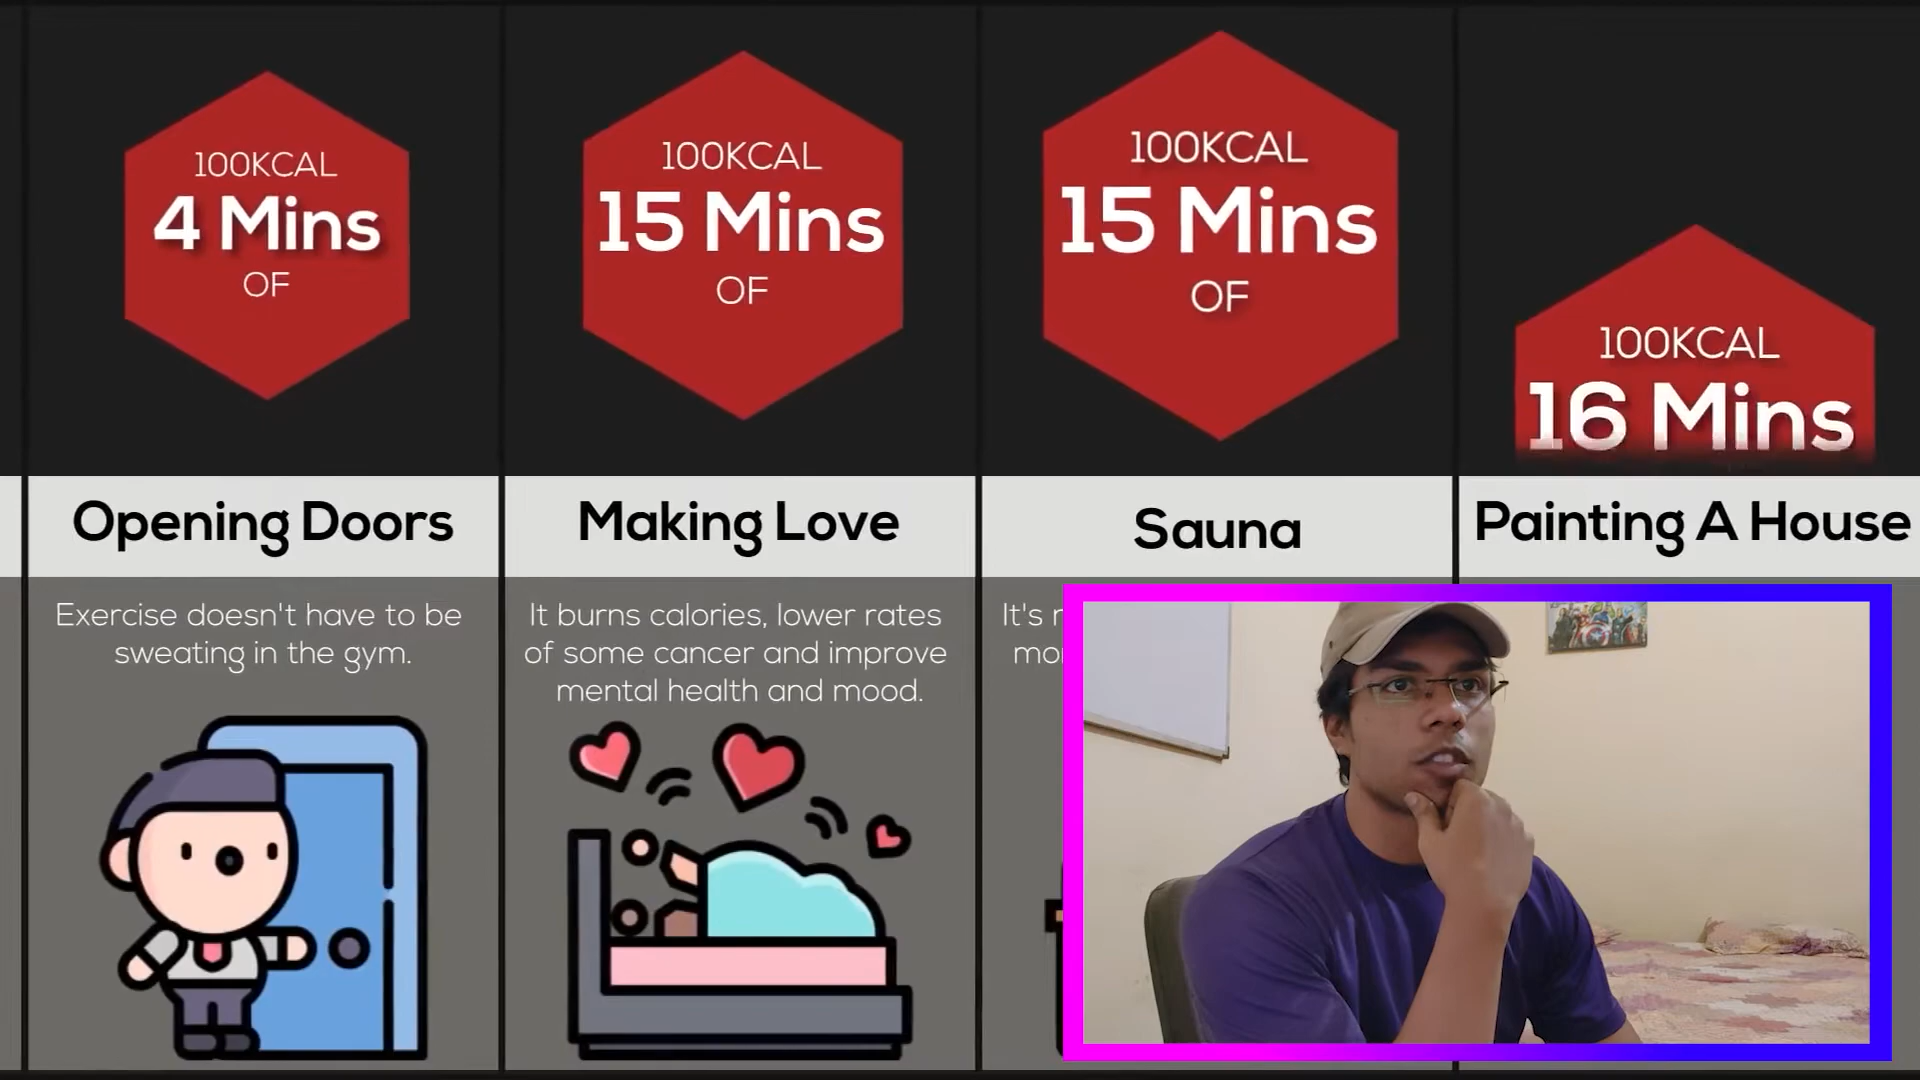 100KCAL
4 Mins
OF
Opening Doors
Exercise doesn't have to be
sweating in the gym.
100KCAL
15 Mins
OF
Making Love
It burns calories, lower rates
of some cancer and improve
mental health and mood.
100KCAL
15 Mins
OF
Sauna
It's
100KCAL
16 Mins
Painting A House